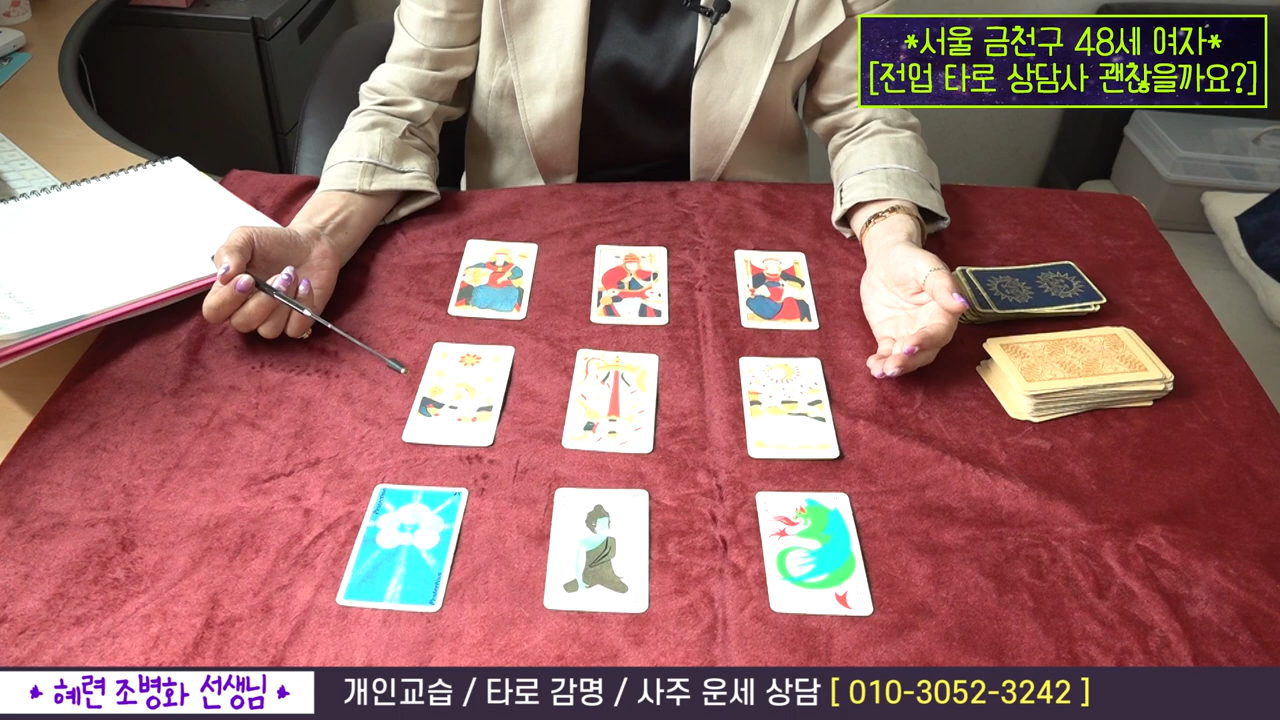 *서울 금천구 48세 여자*
[전입 타로 상담사 괜찮을까요?]
* 혜련 조병화 선생님 *
개인교습 / 타로 감명 / 사주 운세 상담 [ 010-3052-3242 ]